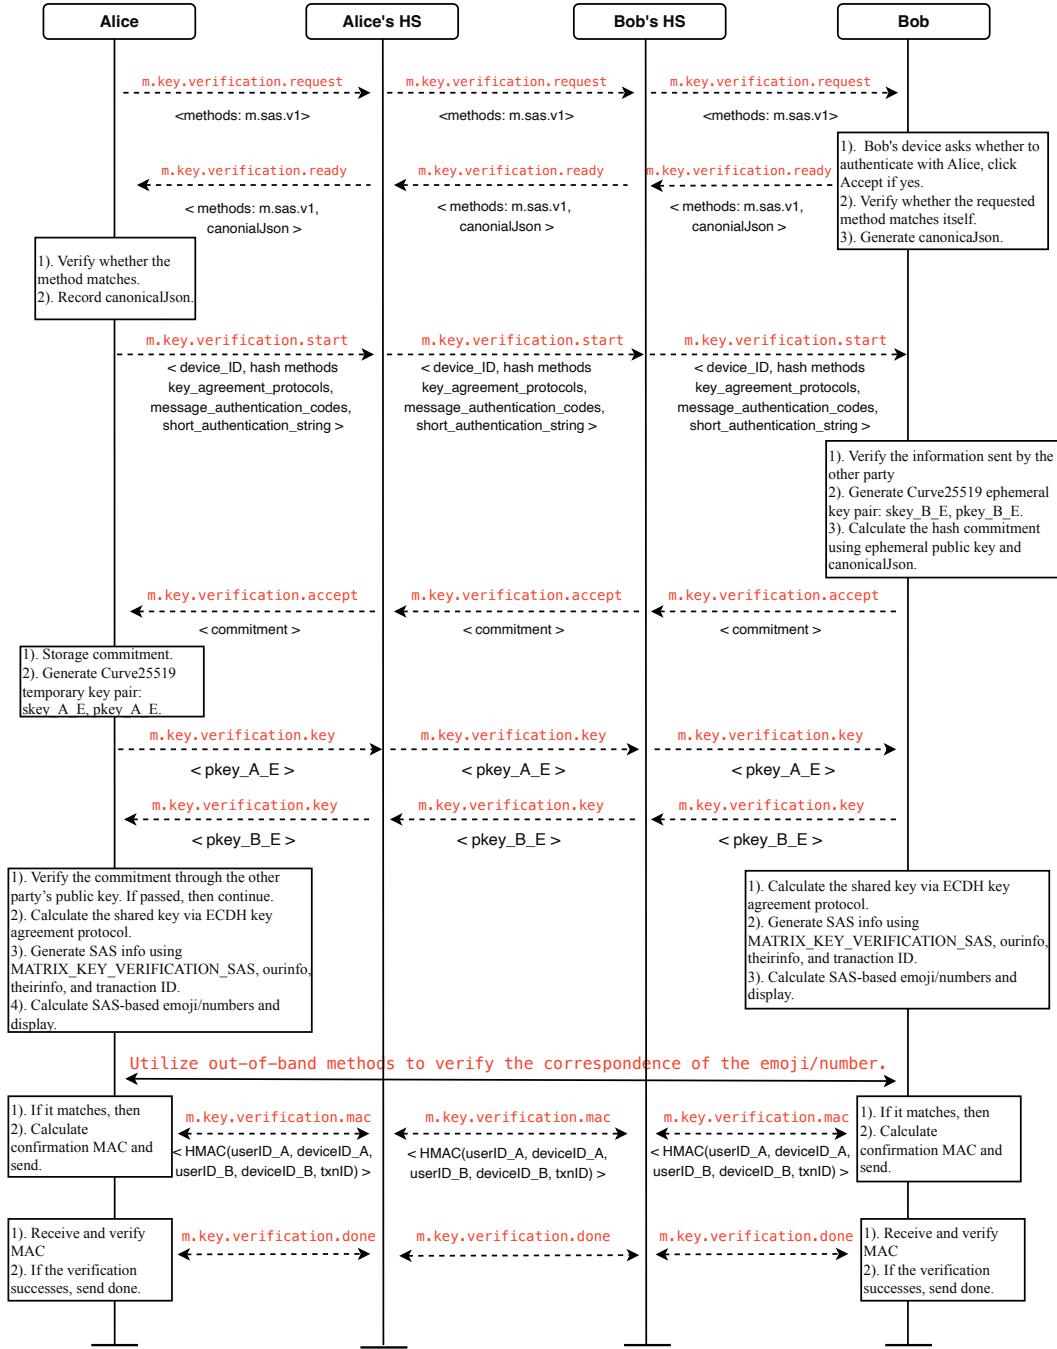 Alice
Alice's HS
Bob's HS
Bob
m.key.verification.request
m.key.verification.request
m.key.verification.request
<methods: m.sas.v1>
<methods: m.sas.v1>
<methods: m.sas.v1>
1).  Bob's device asks whether to
authenticate with Alice, click
Accept if yes.
2). Verify whether the requested
method matches itself.
3). Generate canonicaJson.
m.key.verification.ready
m.key.verification.ready
m.key.verification.ready
< methods: m.sas.v1,
canonialJson >
< methods: m.sas.v1,
canonialJson >
< methods: m.sas.v1,
canonialJson >
1). Verify whether the
method matches.
2). Record canonicalJson.
m.key.verification.start
m.key.verification.start
m.key.verification.start
< device_ID, hash methods
key_agreement_protocols,
message_authentication_codes,
short_authentication_string >
< device_ID, hash methods
key_agreement_protocols,
message_authentication_codes,
short_authentication_string >
< device_ID, hash methods
key_agreement_protocols,
message_authentication_codes,
short_authentication_string >
1). Verify the information sent by the
other party
2). Generate Curve25519 ephemeral
key pair: skey_B_E, pkey_B_E.
3). Calculate the hash commitment
using ephemeral public key and
canonicalJson.
m.key.verification.accept
m.key.verification.accept
m.key.verification.accept
< commitment >
< commitment >
< commitment >
1). Storage commitment.
2). Generate Curve25519
temporary key pair:
skey_A_E, pkey_A_E.
m.key.verification.key
m.key.verification.key
m.key.verification.key
< pkey_A_E >
< pkey_A_E >
< pkey_A_E >
m.key.verification.key
m.key.verification.key
m.key.verification.key
< pkey_B_E >
< pkey_B_E >
< pkey_B_E >
1). Verify the commitment through the other
party's public key. If passed, then continue.
2). Calculate the shared key via ECDH key
agreement protocol.
3). Generate SAS info using
MATRIX_KEY_VERIFICATION_SAS, ourinfo,
theirinfo, and tranaction ID.
4). Calculate SAS-based emoji/numbers and
display.
1). Calculate the shared key via ECDH key
agreement protocol.
2). Generate SAS info using
MATRIX_KEY_VERIFICATION_SAS, ourinfo,
theirinfo, and tranaction ID.
3). Calculate SAS-based emoji/numbers and
display.
Utilize out-of-band methods to verify the correspondence of the emoji/number.
1). If it matches, then
2). Calculate
confirmation MAC and
send.
m.key.verification.mac
m.key.verification.mac
m.key.verification.mac
< HMAC(userID_A, deviceID_A,
userID_B, deviceID_B, txnID) >
< HMAC(userID_A, deviceID_A,
userID_B, deviceID_B, txnID) >
< HMAC(userID_A, deviceID_A,
userID_B, deviceID_B, txnID) >
1). If it matches, then
2). Calculate
confirmation MAC and
send.
1). Receive and verify
MAC
2). If the verification
successes, send done.
m.key.verification.done
m.key.verification.done
m.key.verification.done
1). Receive and verify
MAC
2). If the verification
successes, send done.